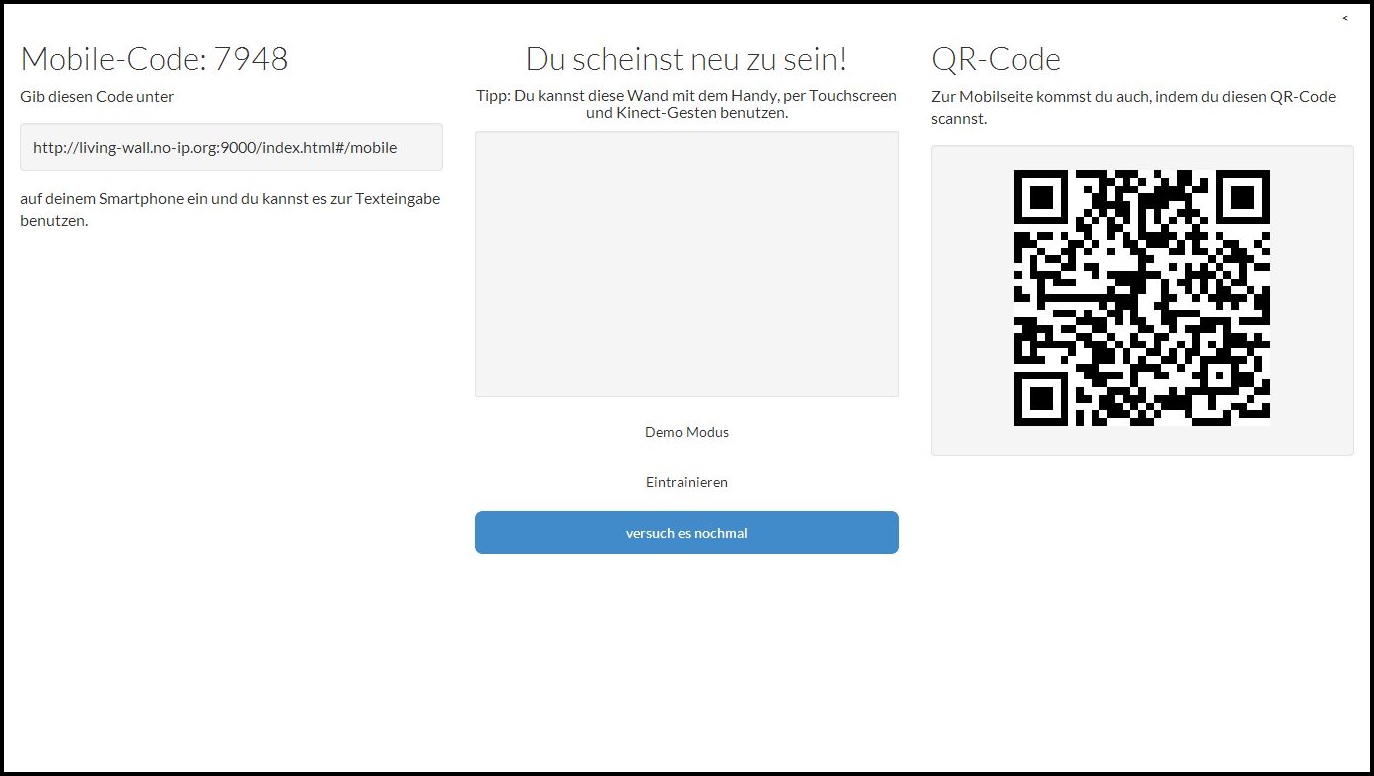 <
Mobile-Code: 7948
Gib diesen Code unter
http://living-wall.no-ip.org:9000/index.html#/mobile
auf deinem Smartphone ein und du kannst es zur Texteingabe
benutzen.
Du scheinst neu zu sein!
Tipp: Du kannst diese Wand mit dem Handy, per Touchscreen
und Kinect-Gesten benutzen.
Demo Modus
Eintrainieren
versuch es nochmal
QR-Code
Zur Mobilseite kommst du auch, indem du diesen QR-Code
scannst.